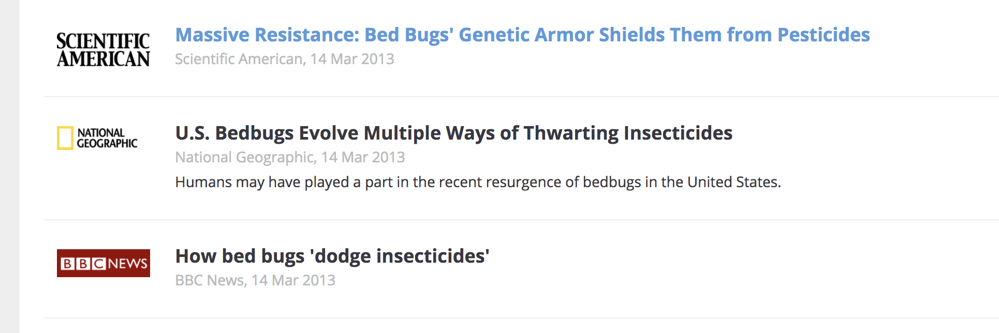 SCIENTIFIC
AMERICAN
Massive Resistance: Bed Bugs' Genetic Armor Shields Them from Pesticides
Scientific American, 14 Mar 2013
NATIONAL
GEOGRAPHIC
U.S. Bedbugs Evolve Multiple Ways of Thwarting Insecticides
National Geographic, 14 Mar 2013
Humans may have played a part in the recent resurgence of bedbugs in the United States.
BBC NEWS
How bed bugs 'dodge insecticides'
BBC News, 14 Mar 2013